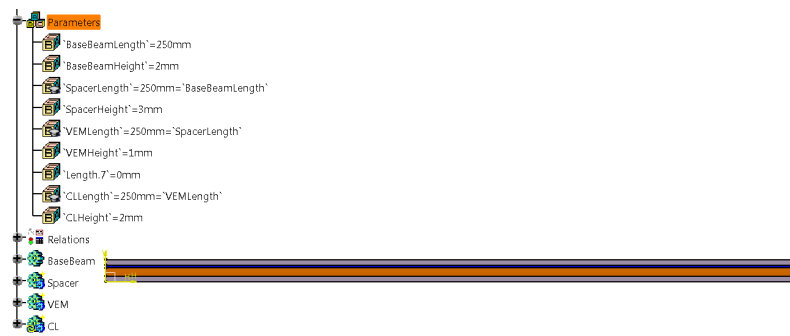 Parameters
`BaseBeamLength`=250mm
`BaseBeamHeight`=2mm
`SpacerLength`=250mm=`BaseBeamLength`
`SpacerHeight`=3mm
`VEMLength`=250mm=`SpacerLength`
`VEMHeight`=1mm
`Length.7`=0mm
`CLLength`=250mm=`VEMLength`
`CLHeight`=2mm
Relations
BaseBeam
Spacer
VEM
CL